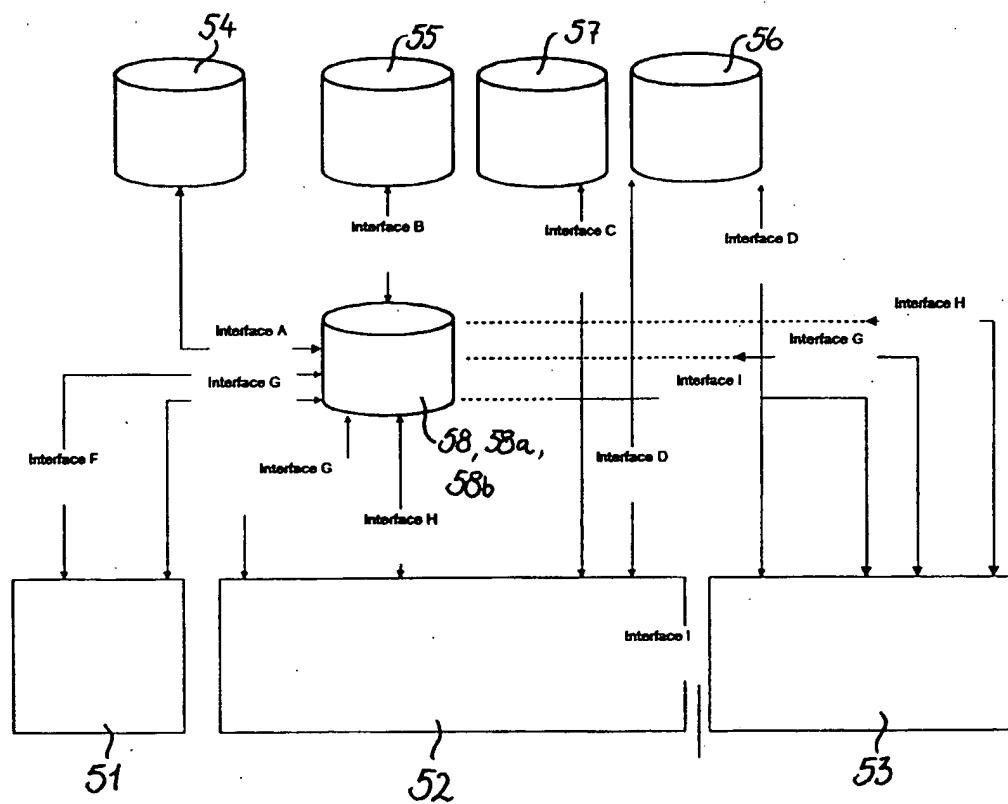 54
55
57
56
Interface B
Interface C
Interface D
Interface H
Interface A
Interface G
Interface G
Interface I
Interface F
Interface G
58, 58a,
58b
Interface D
Interface H
Interface I
51
52
53